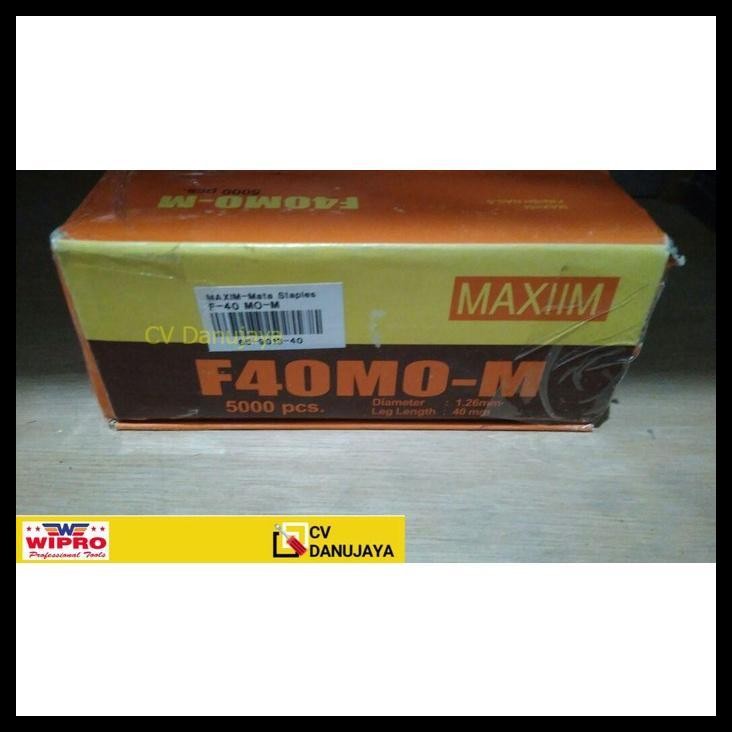 F40MO-M
5000 pcs.
MAXIIM
MAXIM-Mata Staples
F-40 MO-M
CV Danujaya
F40MO-M
5000 pcs.
Diameter : 1.26mm
Leg Length : 40 mm
W
WIPRO
Professional Tools
CV
DANUJAYA